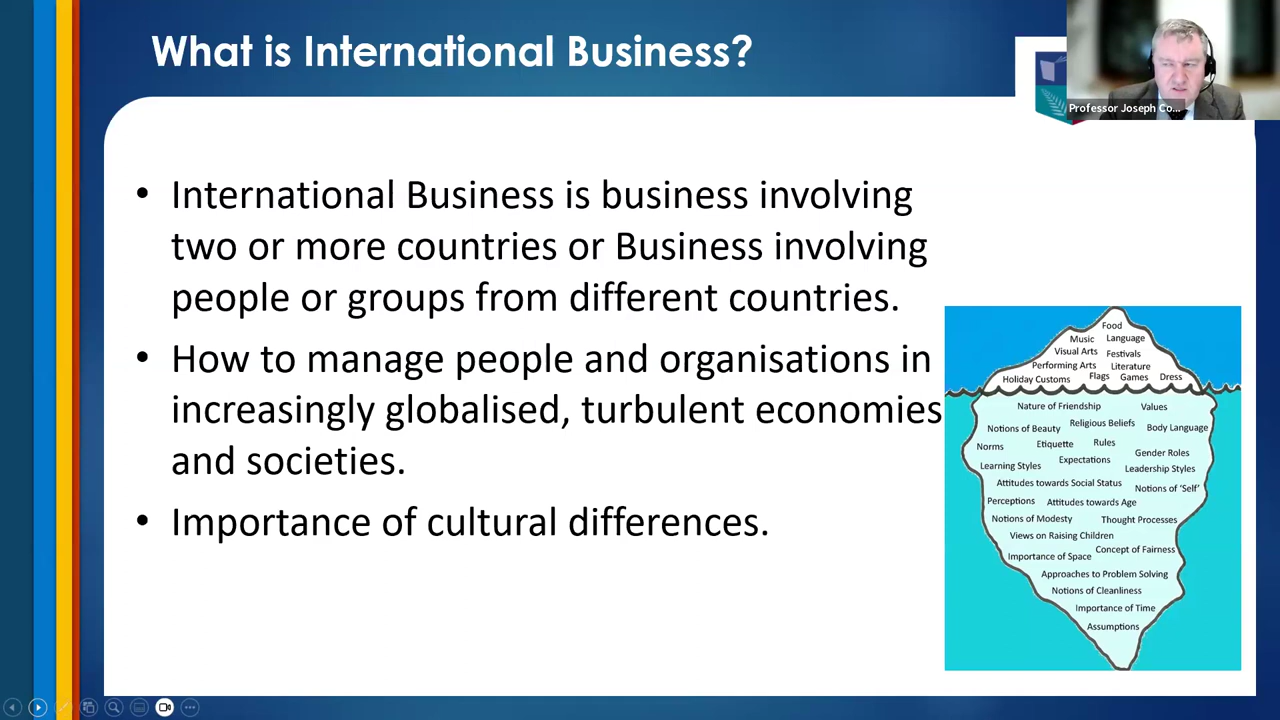 What is International Business?
Professor Joseph Co...
• International Business is business involving
two or more countries or Business involving
people or groups from different countries.
• How to manage people and organisations in
increasingly globalised, turbulent economies
and societies.
• Importance of cultural differences.
Food
Music Language
Visual Arts Festivals
Performing Arts Literature
Holiday Customs Flags Games Dress
Nature of Friendship Values
Notions of Beauty Religious Beliefs Body Language
Norms Etiquette Rules
Expectations Gender Roles
Learning Styles Leadership Styles
Attitudes towards Social Status Notions of ‘Self’
Perceptions Attitudes towards Age
Notions of Modesty Thought Processes
Views on Raising Children
Importance of Space Concept of Fairness
Approaches to Problem Solving
Notions of Cleanliness
Importance of Time
Assumptions